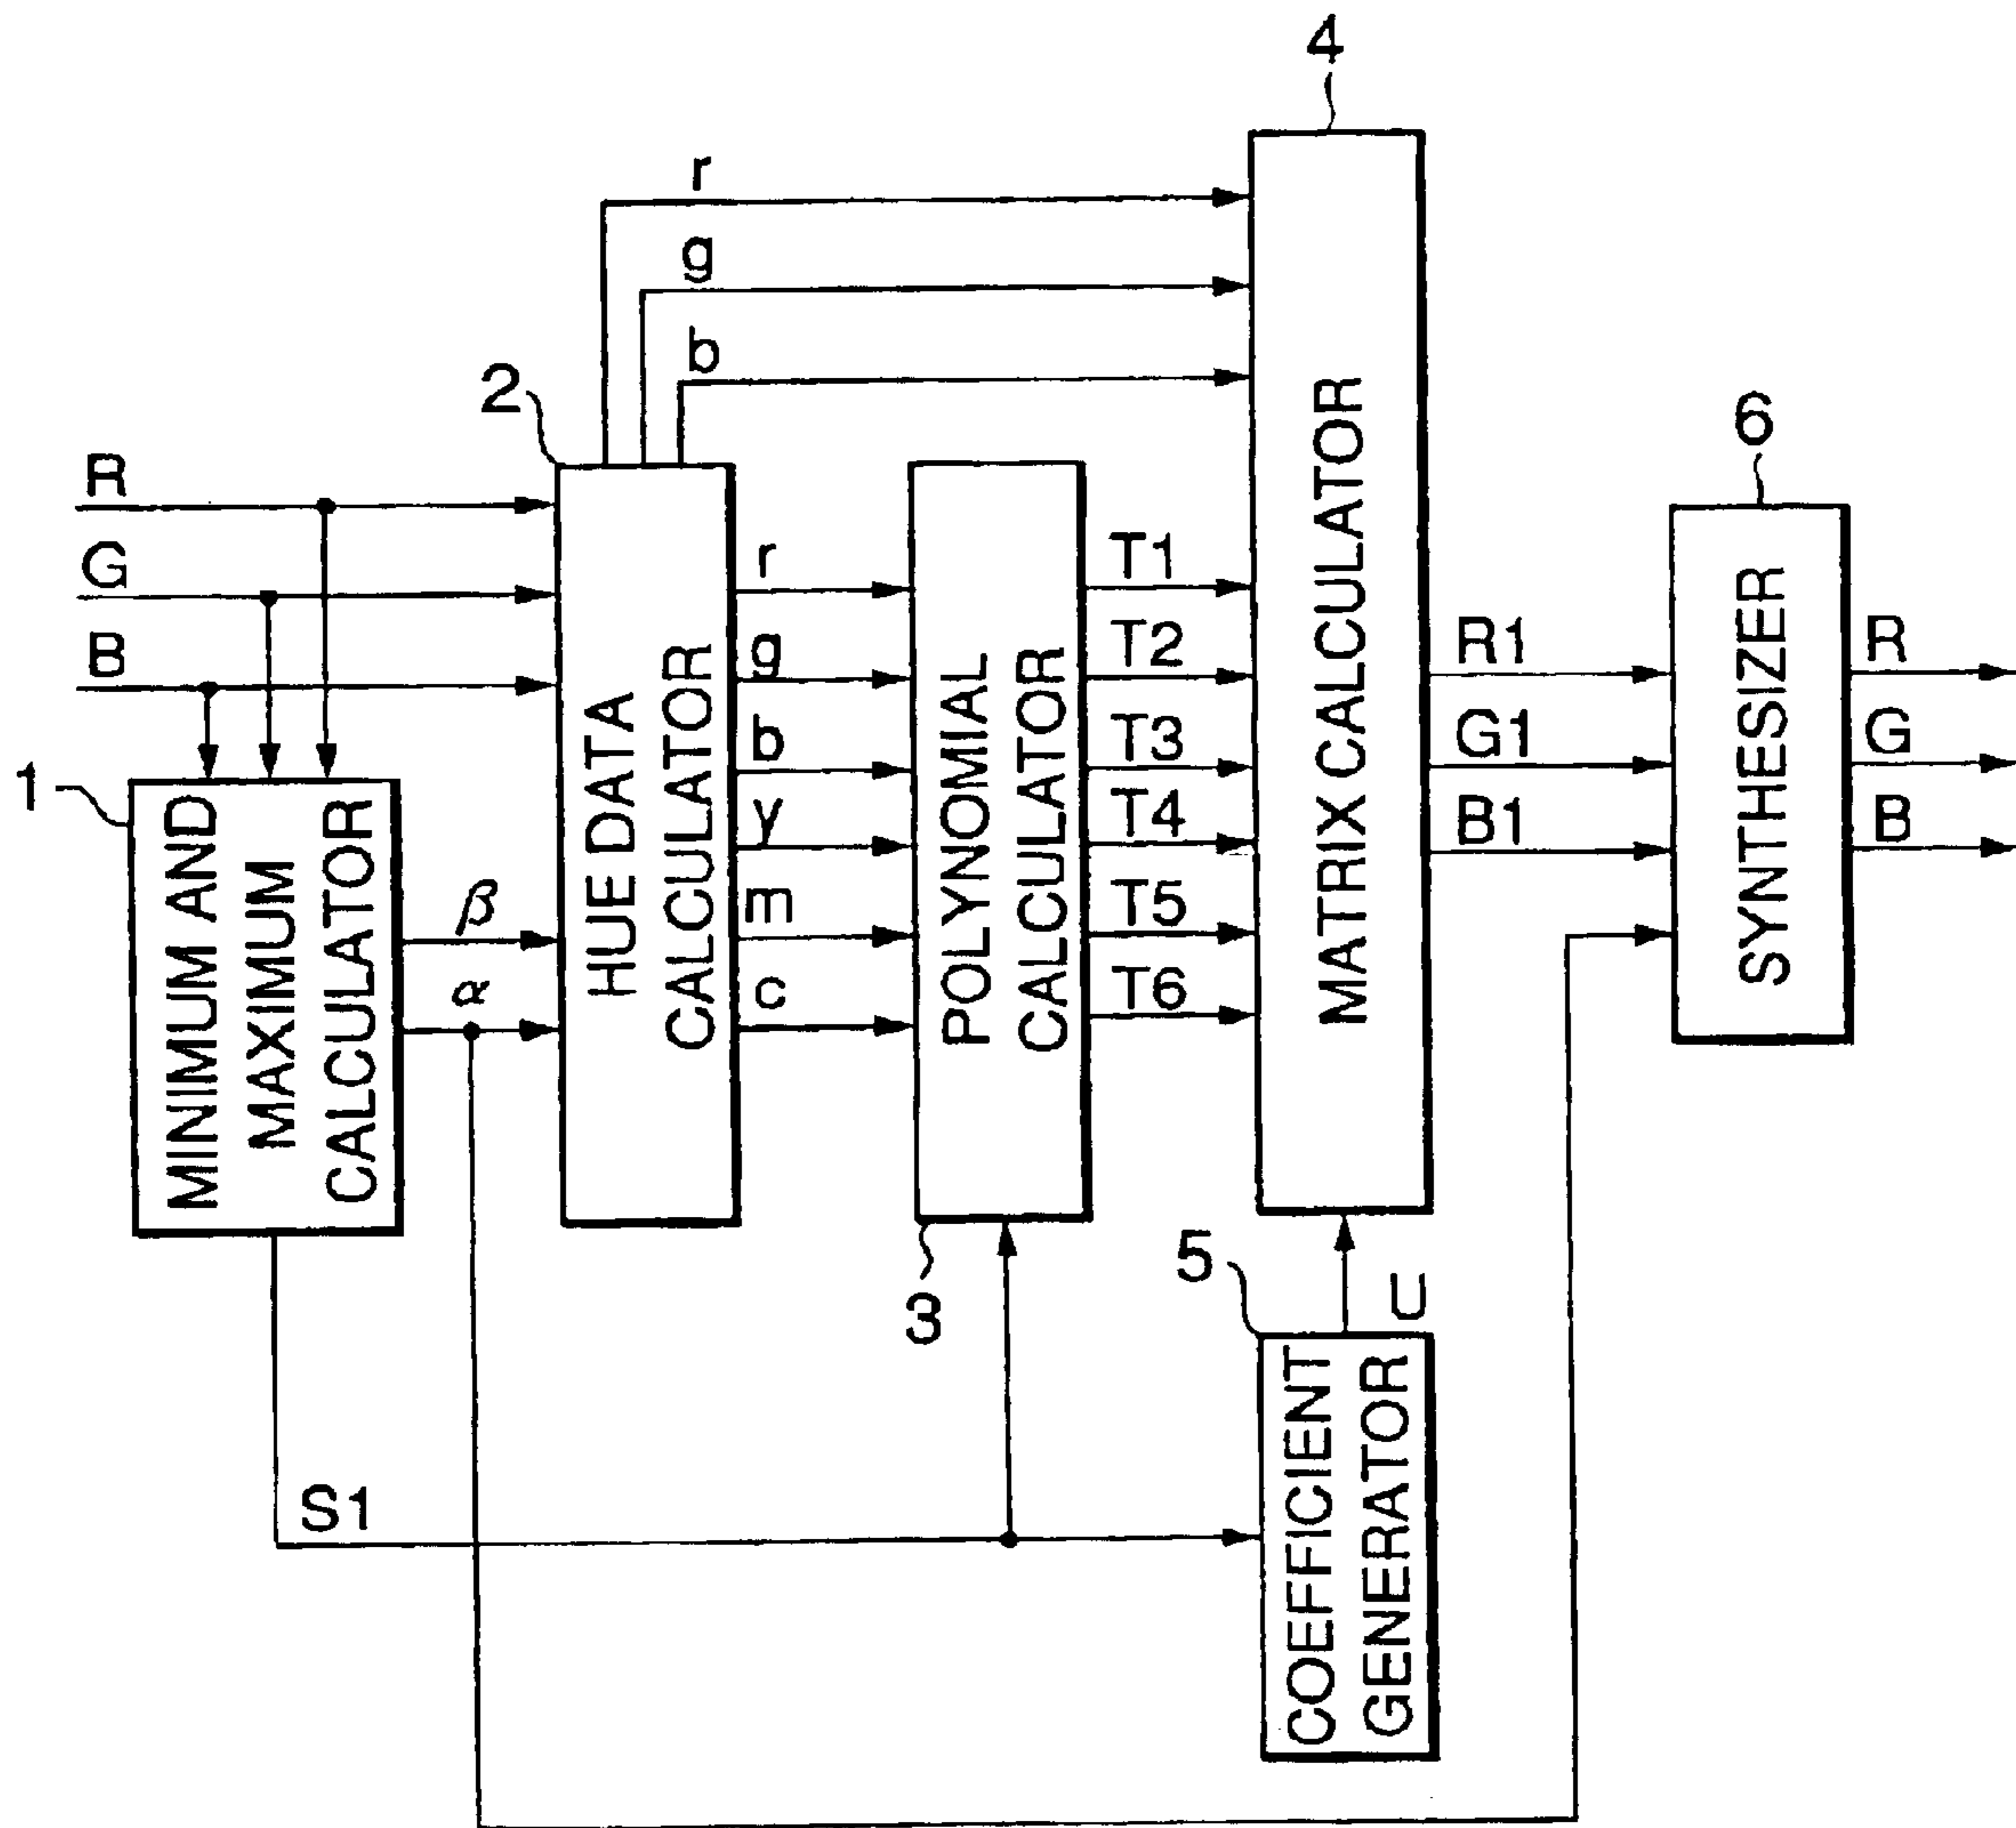 4
r
g
b
2
6
R
G
B
r
g
b
y
m
c
T1
T2
T3
T4
T5
T6
R1
G1
B1
R
G
B
1
β
α
MINIMUM AND
MAXIMUM
CALCULATOR
HUE DATA
CALCULATOR
POLYNOMIAL
CALCULATOR
MATRIX CALCULATOR
SYNTHESIZER
3
5
U
S1
COEFFICIENT
GENERATOR